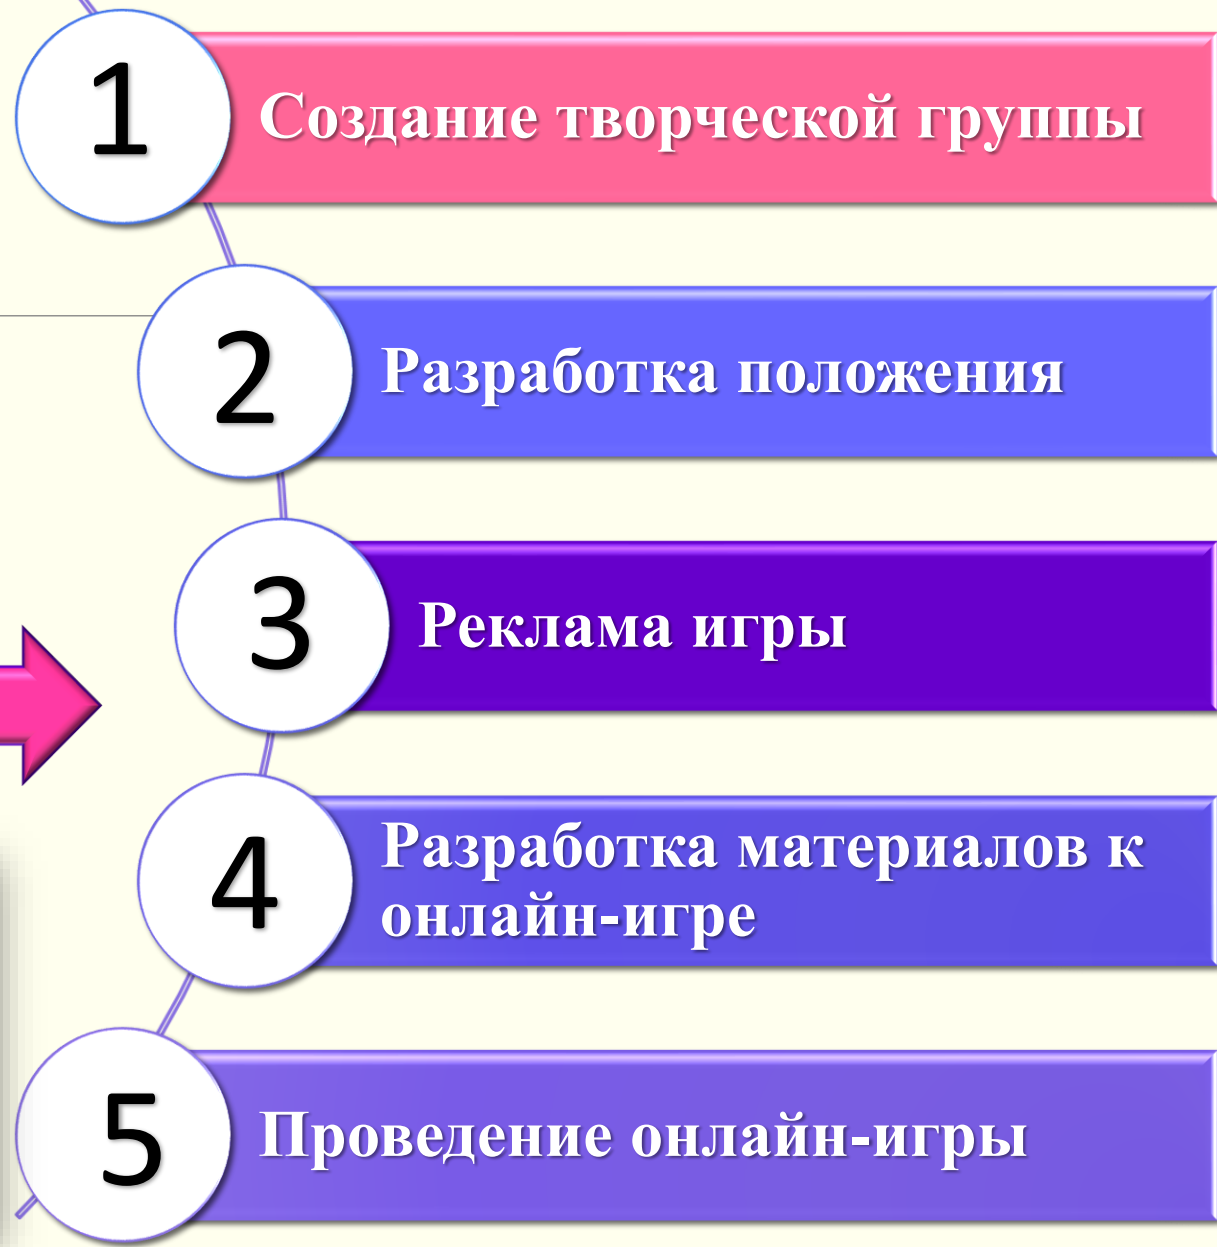 1
Создание творческой группы
2
Разработка положения
3
Реклама игры
4
Разработка материалов к
онлайн-игре
5
Проведение онлайн-игры